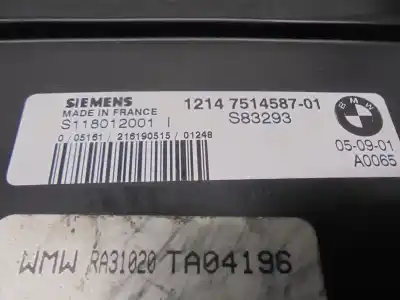 SIEMENS
MADE IN FRANCE
S118012001 I
0 /05161/ 216190515 / 01248
1214 7514587-01
S83293
BMW
05-09-01
A0065
WMW RA31020 TA04196